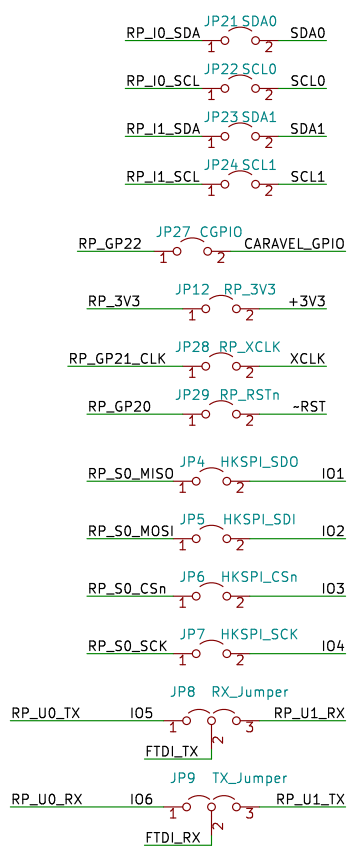 JP21 SDA0
RP_I0_SDA 1 2 SDA0
JP22 SCL0
RP_I0_SCL 1 2 SCL0
JP23 SDA1
RP_I1_SDA 1 2 SDA1
JP24 SCL1
RP_I1_SCL 1 2 SCL1
JP27 CGPIO
RP_GP22 1 2 CARAVEL_GPIO
JP12 RP_3V3
RP_3V3 1 2 +3V3
JP28 RP_XCLK
RP_GP21_CLK 1 2 XCLK
JP29 RP_RSTn
RP_GP20 1 2 ~RST
JP4 HKSPI_SDO
RP_S0_MISO 1 2 IO1
JP5 HKSPI_SDI
RP_S0_MOSI 1 2 IO2
JP6 HKSPI_CSn
RP_S0_CSn 1 2 IO3
JP7 HKSPI_SCK
RP_S0_SCK 1 2 IO4
JP8 RX_Jumper
RP_U0_TX IO5 1 2 3 RP_U1_RX
FTDI_TX
JP9 TX_Jumper
RP_U0_RX IO6 1 2 3 RP_U1_TX
FTDI_RX